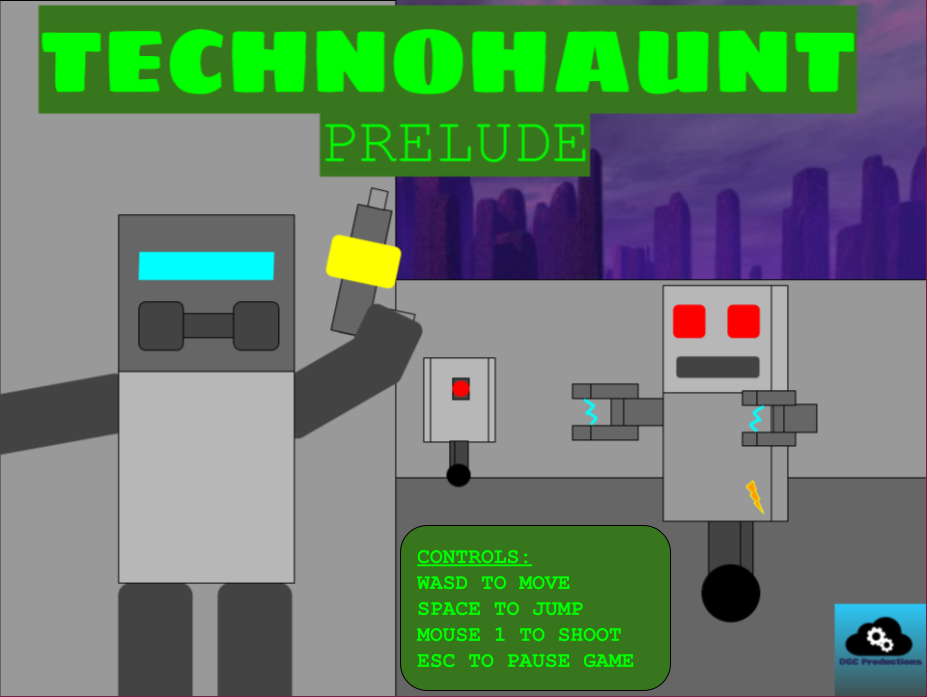 TECHNOHAUNT
PRELUDE
CONTROLS:
WASD TO MOVE
SPACE TO JUMP
MOUSE 1 TO SHOOT
ESC TO PAUSE GAME
DGC Productions